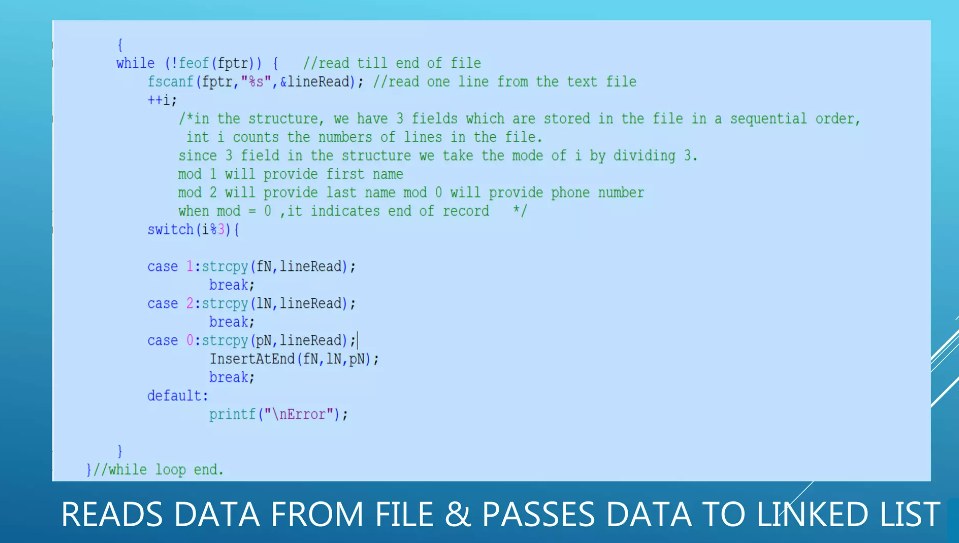 {
while (!feof(fptr)) {   //read till end of file
fscanf(fptr,"%s",&lineRead); //read one line from the text file
++i;
/*in the structure, we have 3 fields which are stored in the file in a sequential order,
int i counts the numbers of lines in the file.
since 3 field in the structure we take the mode of i by dividing 3.
mod 1 will provide first name
mod 2 will provide last name mod 0 will provide phone number
when mod = 0 ,it indicates end of record   */
switch(i%3){
case 1:strcpy(fN,lineRead);
break;
case 2:strcpy(lN,lineRead);
break;
case 0:strcpy(pN,lineRead);
InsertAtEnd(fN,lN,pN);
break;
default:
printf("\nError");
}
}//while loop end.
READS DATA FROM FILE & PASSES DATA TO LINKED LIST